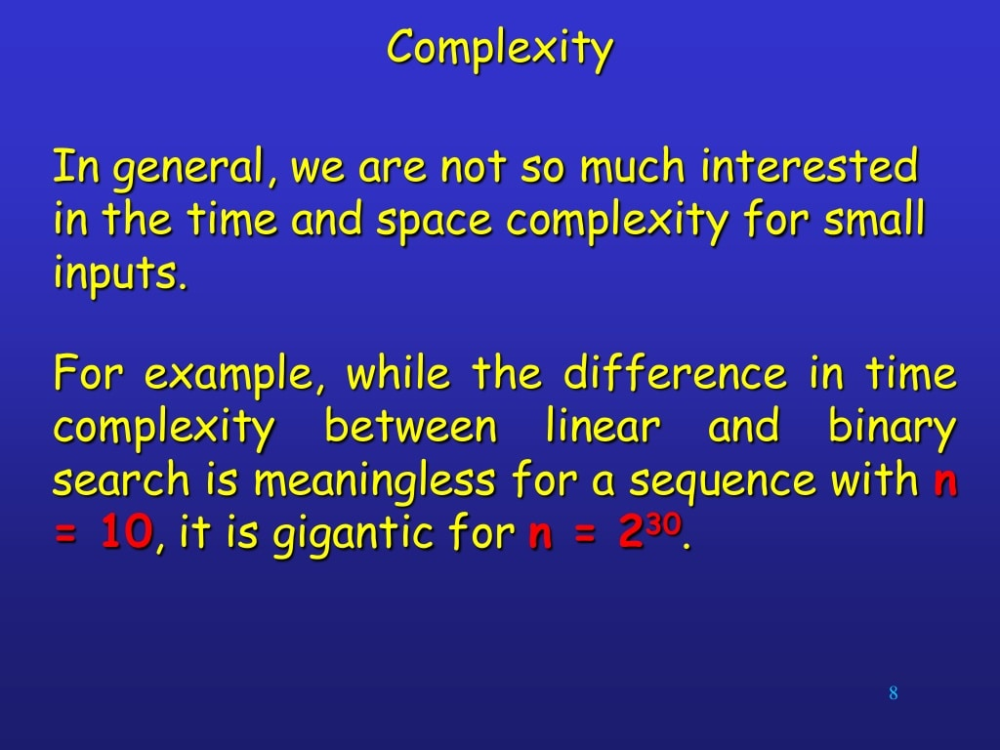 Complexity
In general, we are not so much interested
in the time and space complexity for small
inputs.
For example, while the difference in time
complexity between linear and binary
search is meaningless for a sequence with n
= 10, it is gigantic for n = 2³⁰.
8